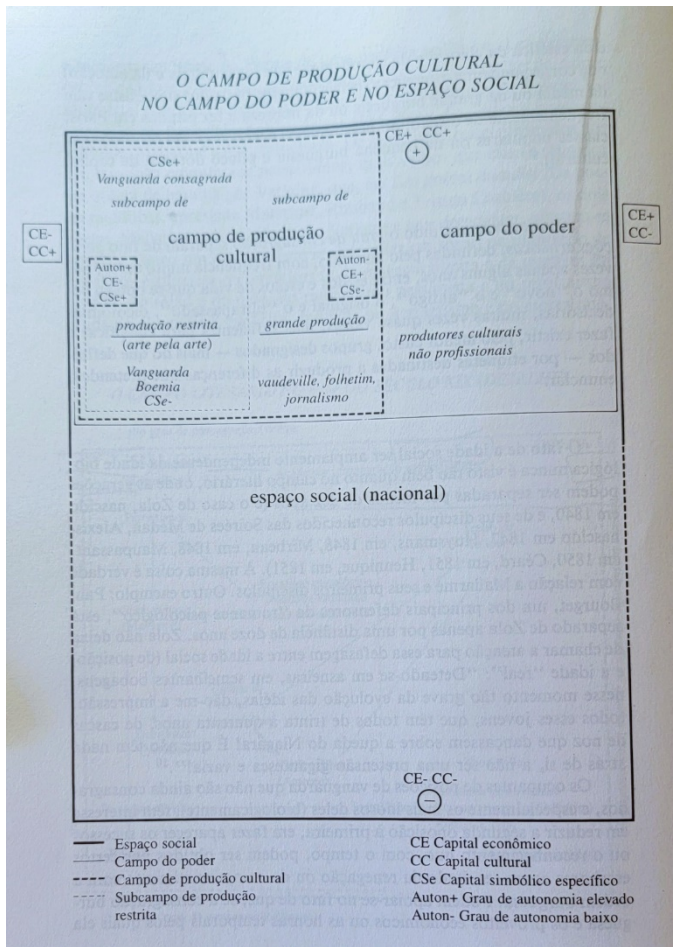 O CAMPO DE PRODUÇÃO CULTURAL
NO CAMPO DO PODER E NO ESPAÇO SOCIAL
CE+ CC+
+
CSe+
Vanguarda consagrada
subcampo de
subcampo de
CE-
CC+
CE+
CC-
campo de produção
cultural
campo do poder
Auton+
CE-
CSe+
Auton-
CE+
CSe-
produção restrita
(arte pela arte)
grande produção
produtores culturais
não profissionais
Vanguarda
Boemia
CSe-
vaudeville, folhetim,
jornalismo
espaço social (nacional)
CE- CC-
−
Espaço social
Campo do poder
Campo de produção cultural
Subcampo de produção
restrita
CE Capital econômico
CC Capital cultural
CSe Capital simbólico específico
Auton+ Grau de autonomia elevado
Auton- Grau de autonomia baixo